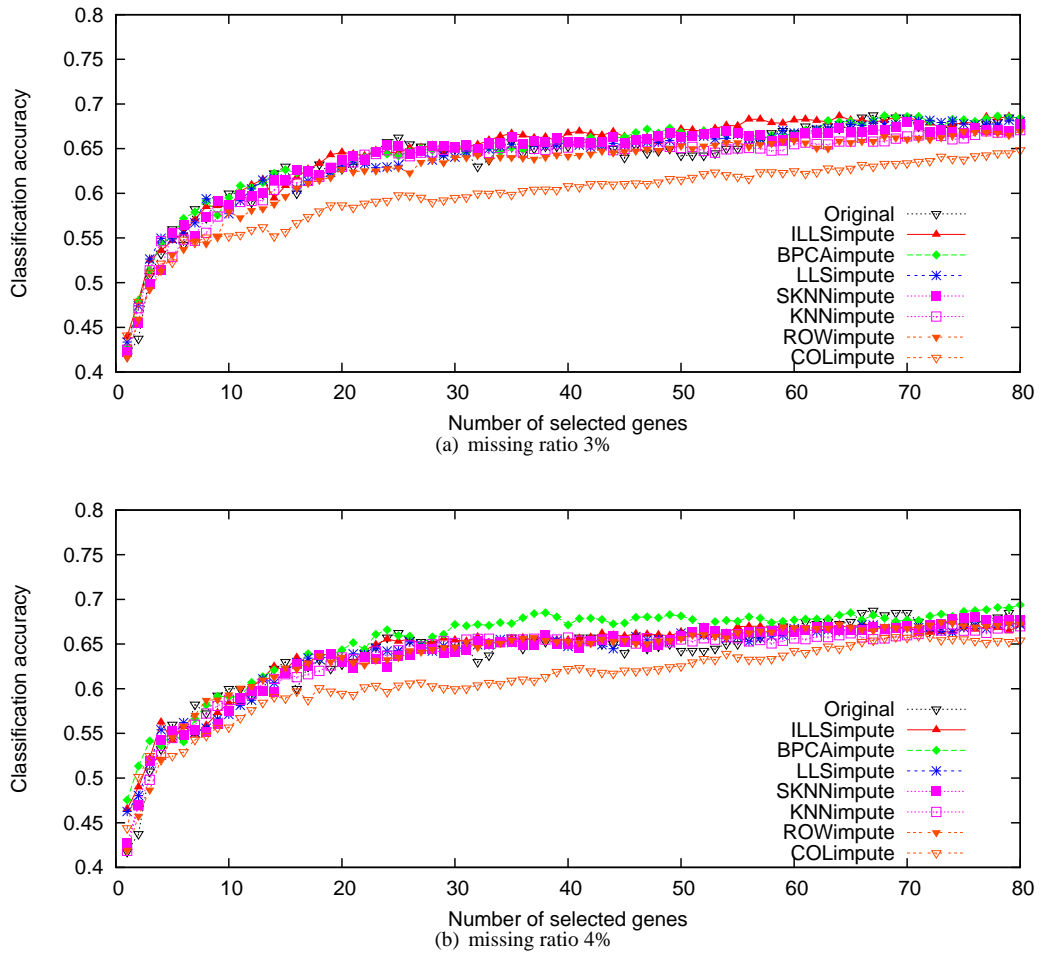 0.8
0.75
0.7
0.65
0.6
0.55
0.5
0.45
0.4
Classification accuracy
Original
ILLSimpute
BPCAimpute
LLSimpute
SKNNimpute
KNNimpute
ROWimpute
COLimpute
0 10 20 30 40 50 60 70 80
Number of selected genes
(a) missing ratio 3%
0.8
0.75
0.7
0.65
0.6
0.55
0.5
0.45
0.4
Classification accuracy
Original
ILLSimpute
BPCAimpute
LLSimpute
SKNNimpute
KNNimpute
ROWimpute
COLimpute
0 10 20 30 40 50 60 70 80
Number of selected genes
(b) missing ratio 4%